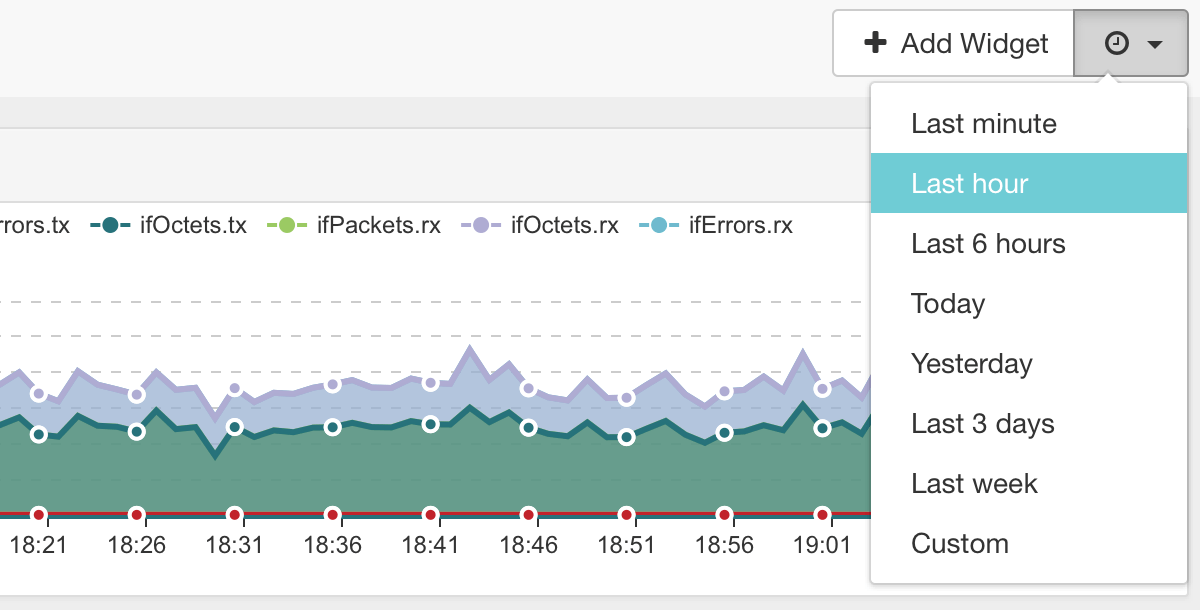 Add Widget
Last minute
Last hour
Last 6 hours
Today
Yesterday
Last 3 days
Last week
Custom
ifOctets.tx ifPackets.rx ifOctets.rx ifErrors.rx
18:21 18:26 18:31 18:36 18:41 18:46 18:51 18:56 19:01